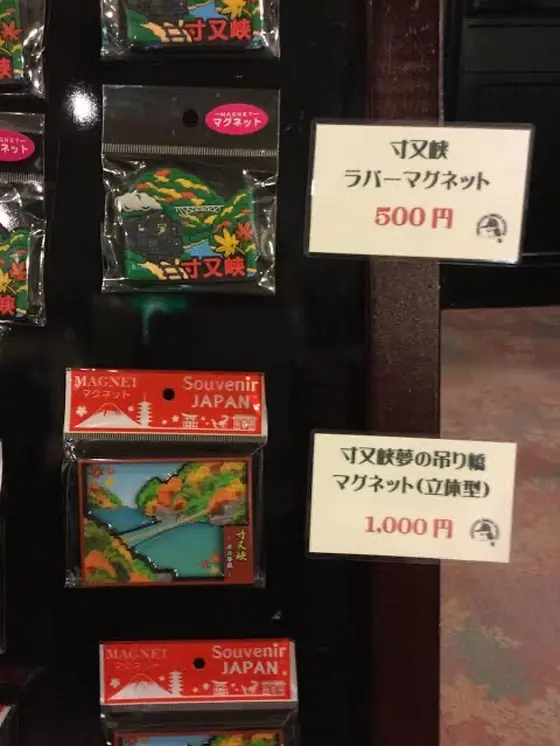 寸又峡
MAGNET
マグネット
寸又峡
寸又峡
ラバーマグネット
500円
MAGNET
マグネット
Souvenir
JAPAN
寸又峡
寸又峡夢の吊り橋
マグネット(立体型)
1,000円
MAGNET
マグネット
Souvenir
JAPAN